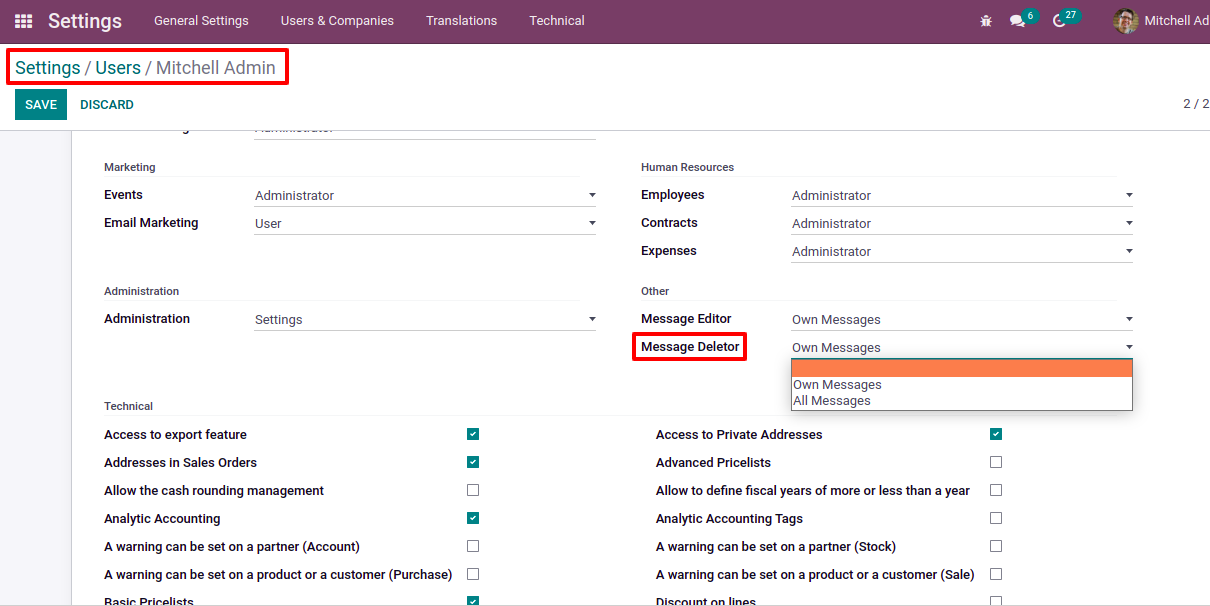 Settings General Settings Users & Companies Translations Technical 6 27 Mitchell Ad
Settings / Users / Mitchell Admin
SAVE DISCARD 2 / 2
Marketing Human Resources
Events Administrator Employees Administrator
Email Marketing User Contracts Administrator
Expenses Administrator
Administration Other
Administration Settings Message Editor Own Messages
Message Deletor Own Messages
Own Messages
All Messages
Technical
Access to export feature Access to Private Addresses
Addresses in Sales Orders Advanced Pricelists
Allow the cash rounding management Allow to define fiscal years of more or less than a year
Analytic Accounting Analytic Accounting Tags
A warning can be set on a partner (Account) A warning can be set on a partner (Stock)
A warning can be set on a product or a customer (Purchase) A warning can be set on a product or a customer (Sale)
Basic Pricelists Discount on lines